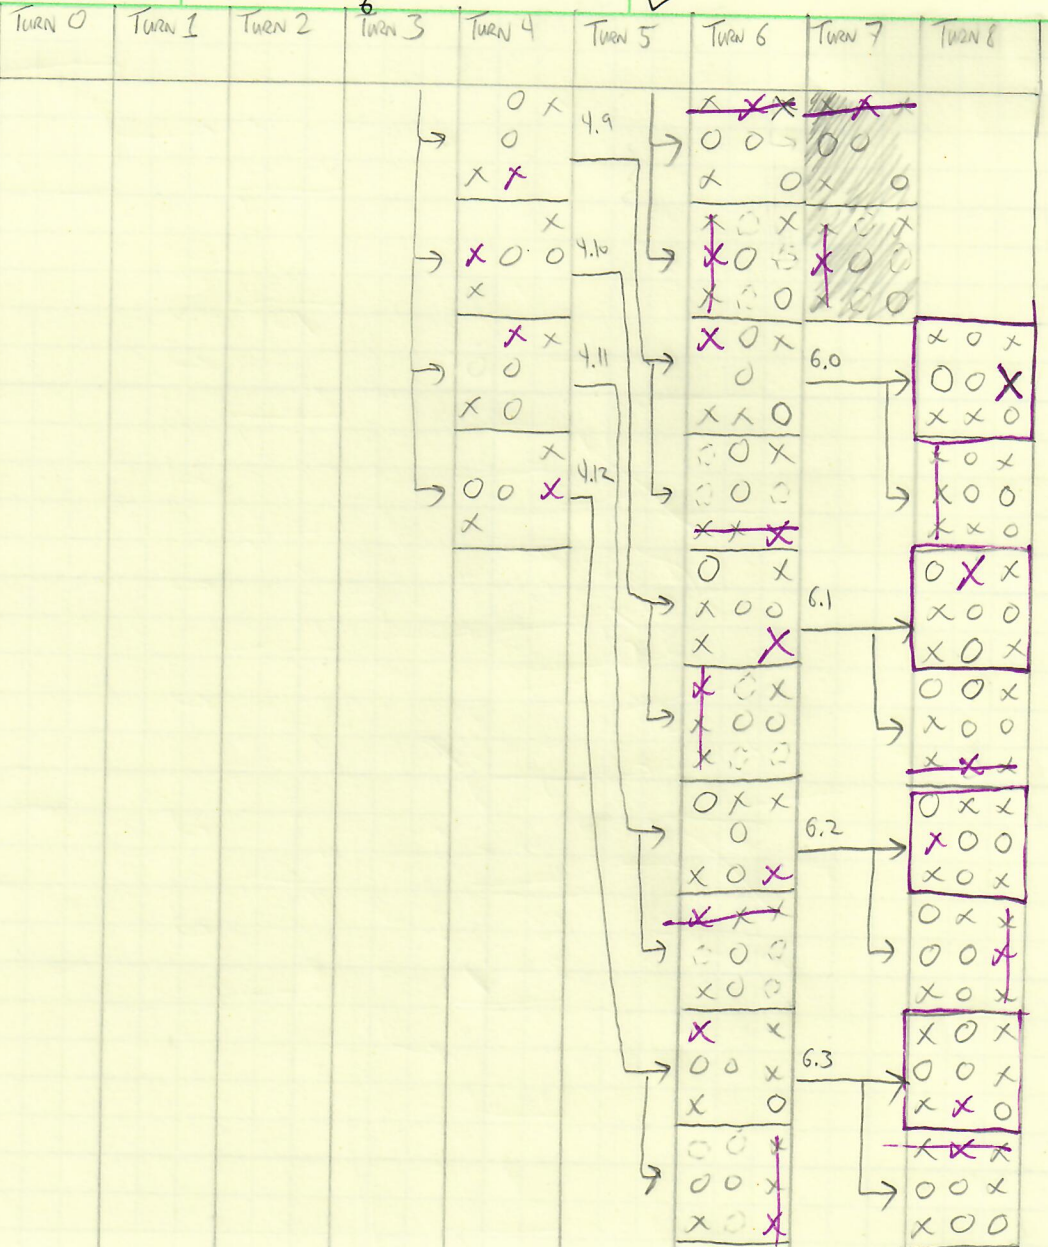 TURN 0 TURN 1 TURN 2 TURN 3 TURN 4 TURN 5 TURN 6 TURN 7 TURN 8
O X
O
X X
4.9
X
X O O
X
4.10
X X
O
X O
4.11
X
O O X
X
4.12
X X X
O O
X O
X O X
X O O
X O O
X O X
O
X X O
O O X
O O O
X X X
O X
X O O
X X
X O X
X O O
X O O
O X X
O
X O X
X X X
O O O
X O O
X X
O O X
X O
O O X
O O X
X O X
X X X
O O
X O
X O X
X O O
X O O
6.0
6.1
6.2
6.3
X O X
O O X
X X O
X O X
X O O
X X O
O X X
X O O
X O X
O O X
X O O
X X X
O X X
X O O
X O X
O X X
O O X
X O X
X O X
O O X
X X O
X X X
O O X
X O O